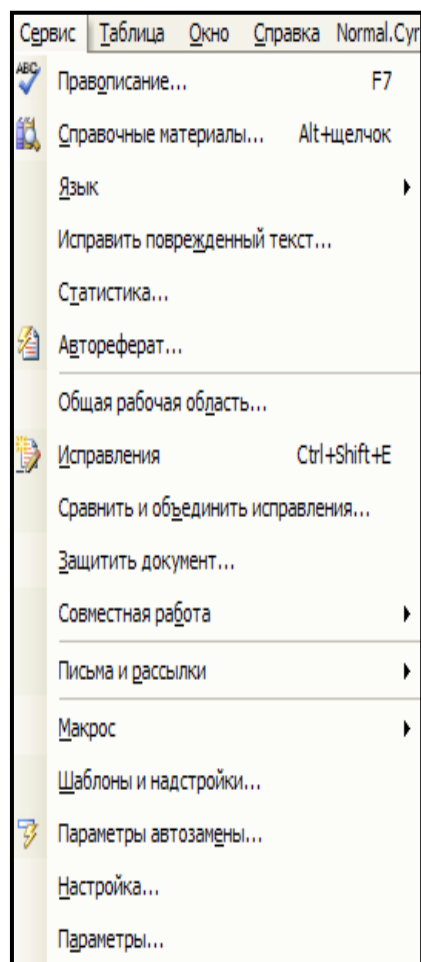 Сервис Таблица Окно Справка Normal.Cyr
ABC
Правописание... F7
Справочные материалы... Alt+щелчок
Язык
Исправить поврежденный текст...
Статистика...
Автореферат...
Общая рабочая область...
Исправления Ctrl+Shift+E
Сравнить и объединить исправления...
Защитить документ...
Совместная работа
Письма и рассылки
Макрос
Шаблоны и надстройки...
Параметры автозамены...
Настройка...
Параметры...